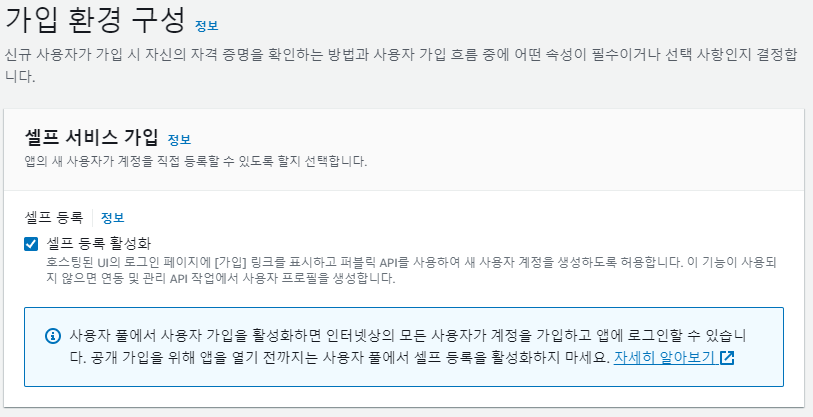 가입 환경 구성 정보
신규 사용자가 가입 시 자신의 자격 증명을 확인하는 방법과 사용자 가입 흐름 중에 어떤 속성이 필수이거나 선택 사항인지 결정합
니다.
셀프 서비스 가입 정보
앱의 새 사용자가 계정을 직접 등록할 수 있도록 할지 선택합니다.
셀프 등록 정보
셀프 등록 활성화
호스팅된 UI의 로그인 페이지에 [가입] 링크를 표시하고 퍼블릭 API를 사용하여 새 사용자 계정을 생성하도록 허용합니다. 이 기능이 사용되
지 않으면 연동 및 관리 API 작업에서 사용자 프로필을 생성합니다.
사용자 풀에서 사용자 가입을 활성화하면 인터넷상의 모든 사용자가 계정을 가입하고 앱에 로그인할 수 있습니
다. 공개 가입을 위해 앱을 열기 전까지는 사용자 풀에서 셀프 등록을 활성화하지 마세요. 자세히 알아보기